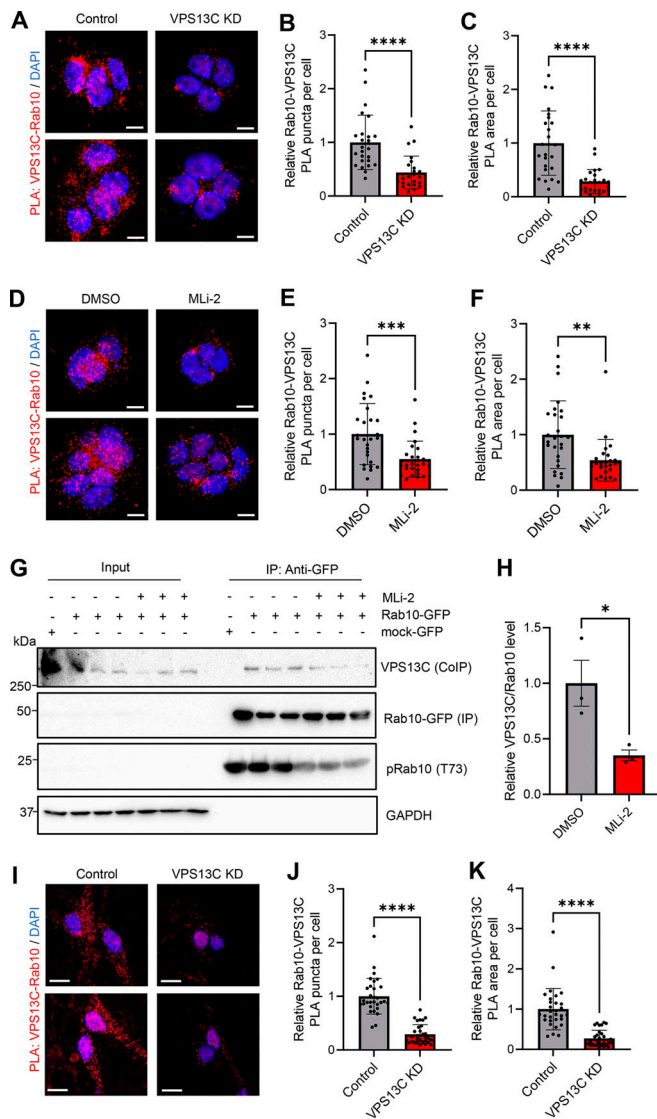 A
Control
VPS13C KD
PLA: VPS13C-Rab10 / DAPI
B
Relative Rab10-VPS13C
PLA puncta per cell
3
2
1
0
****
Control
VPS13C KD
C
Relative Rab10-VPS13C
PLA area per cell
3
2
1
0
****
Control
VPS13C KD
D
DMSO
MLi-2
PLA: VPS13C-Rab10 / DAPI
E
Relative Rab10-VPS13C
PLA puncta per cell
3
2
1
0
***
DMSO
MLi-2
F
Relative Rab10-VPS13C
PLA area per cell
3
2
1
0
**
DMSO
MLi-2
G
Input
IP: Anti-GFP
- - - - + + + - - - - + + + MLi-2
- + + + + + + - + + + + + + Rab10-GFP
+ - - - - - - + - - - - - - mock-GFP
kDa
250
VPS13C (CoIP)
50
Rab10-GFP (IP)
25
pRab10 (T73)
37
GAPDH
H
Relative VPS13C/Rab10 level
1.5
1.0
0.5
0.0
*
DMSO
MLi-2
I
Control
VPS13C KD
PLA: VPS13C-Rab10 / DAPI
J
Relative Rab10-VPS13C
PLA puncta per cell
3
2
1
0
****
Control
VPS13C KD
K
Relative Rab10-VPS13C
PLA area per cell
4
3
2
1
0
****
Control
VPS13C KD